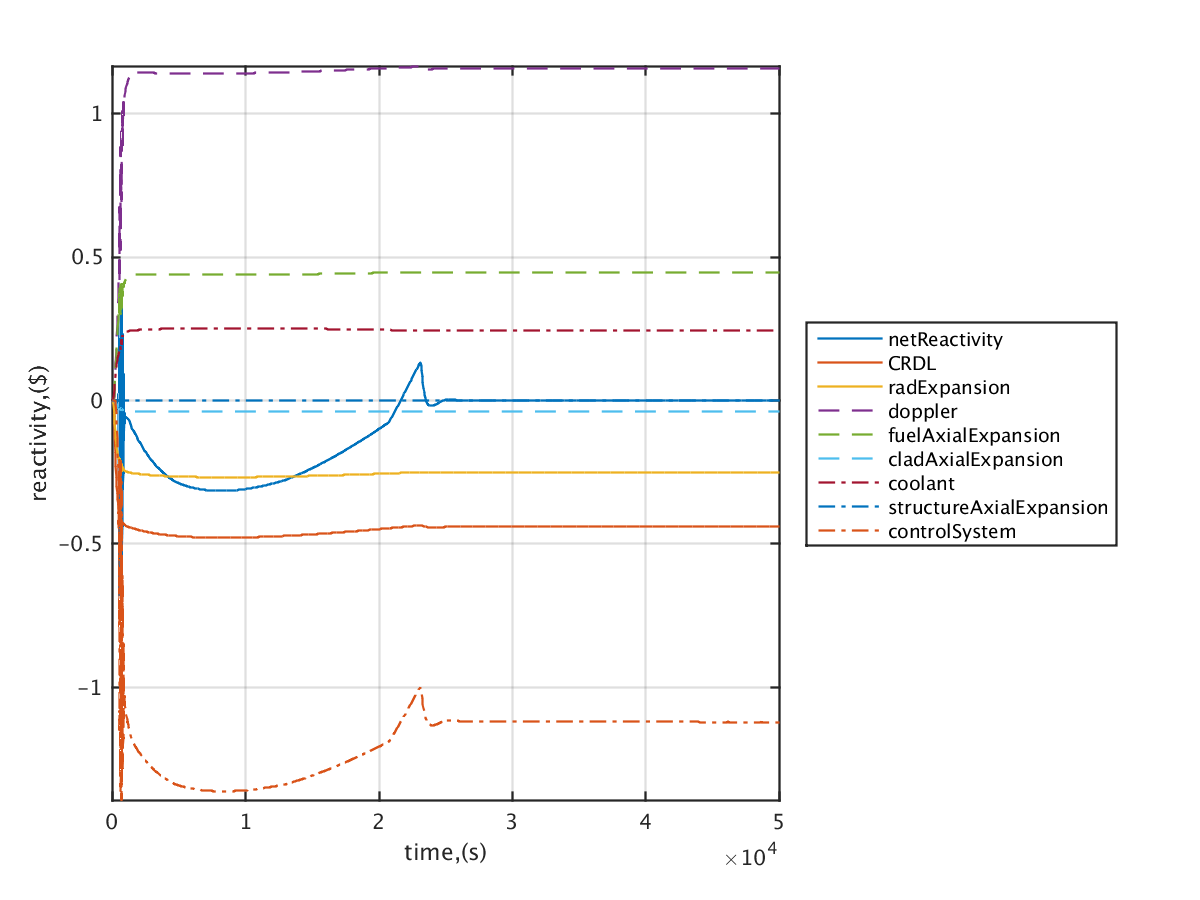 1
0.5
0
-0.5
-1
reactivity,($)
0
1
2
3
4
5
time,(s)
×10^4
netReactivity
CRDL
radExpansion
doppler
fuelAxialExpansion
cladAxialExpansion
coolant
structureAxialExpansion
controlSystem